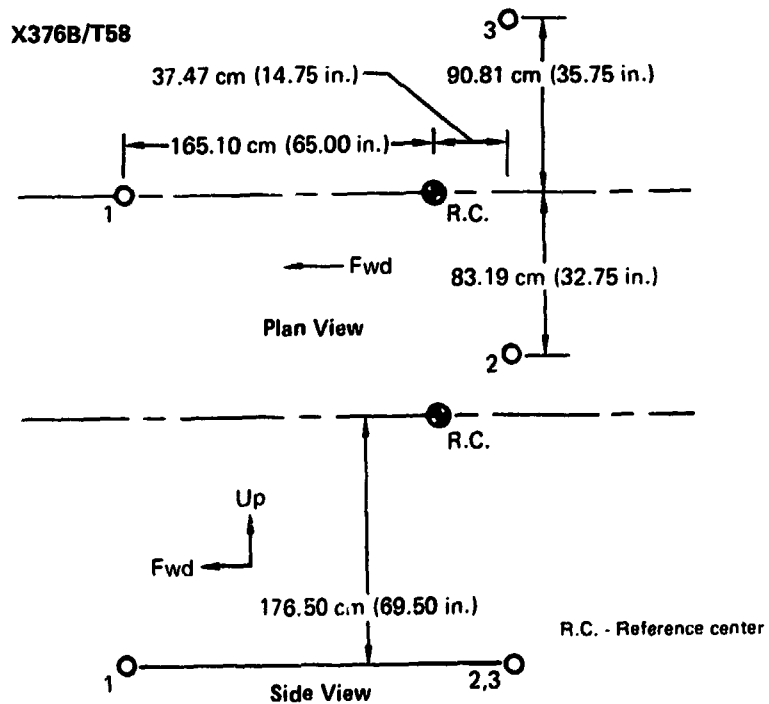 X376B/T58
3
37.47 cm (14.75 in.)
90.81 cm (35.75 in.)
165.10 cm (65.00 in.)
1
R.C.
Fwd
83.19 cm (32.75 in.)
Plan View
2
R.C.
Up
Fwd
176.50 cm (69.50 in.)
R.C. - Reference center
1
2,3
Side View